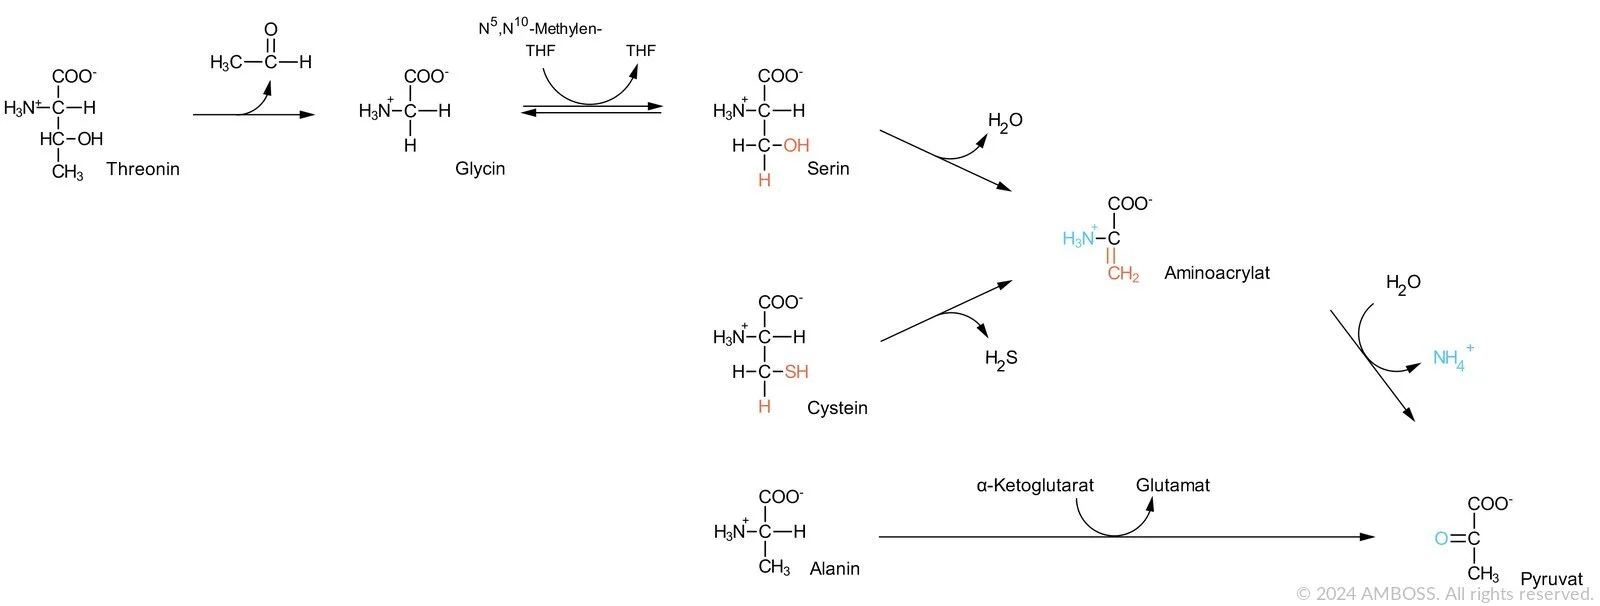 O
H₃C–C–H
COO⁻
H₃N⁺–C–H
HC–OH
CH₃
Threonin
COO⁻
H₃N⁺–C–H
H
Glycin
N⁵,N¹⁰-Methylen-
THF
THF
COO⁻
H₃N⁺–C–H
H–C–OH
H
Serin
H₂O
COO⁻
H₃N⁺–C
CH₂
Aminoacrylat
COO⁻
H₃N⁺–C–H
H–C–SH
H
Cystein
H₂S
H₂O
NH₄⁺
COO⁻
H₃N⁺–C–H
CH₃
Alanin
α-Ketoglutarat
Glutamat
COO⁻
O=C
CH₃
Pyruvat
© 2024 AMBOSS. All rights reserved.